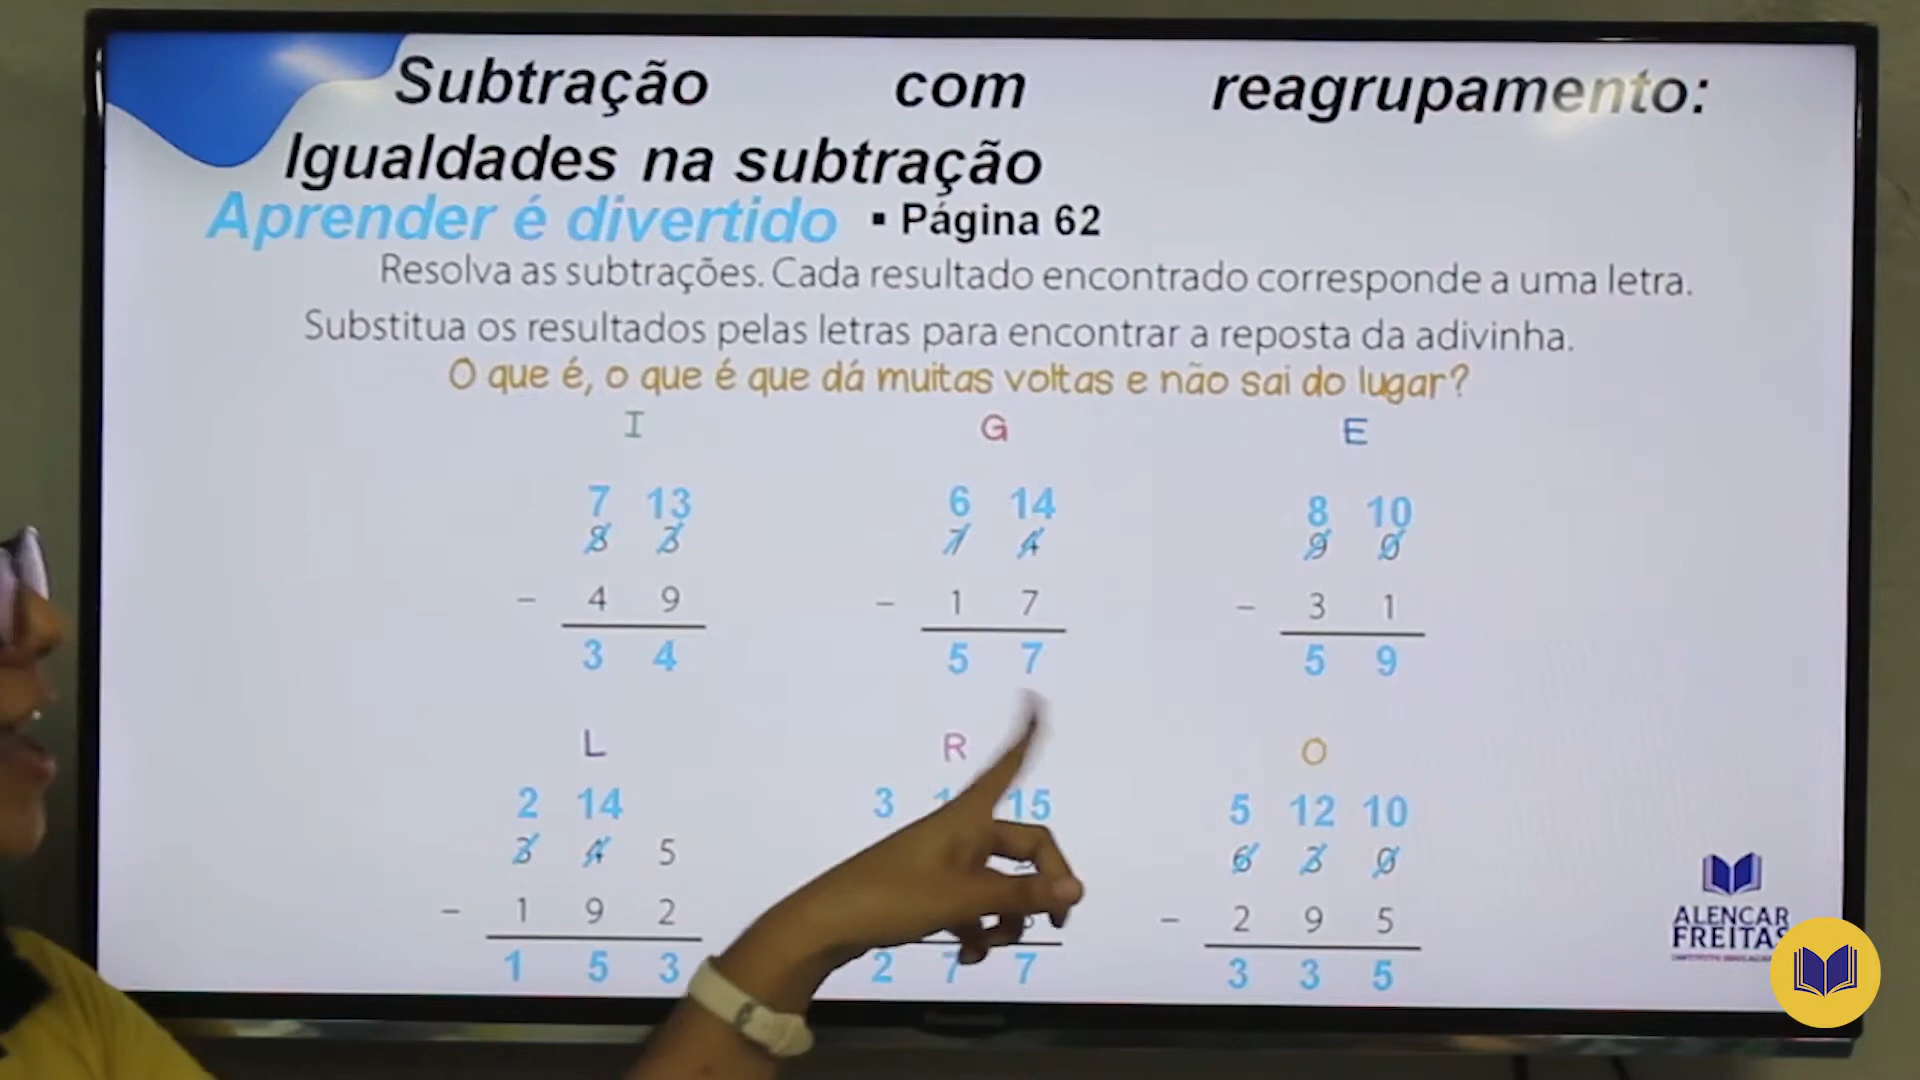 Subtração com reagrupamento:
Igualdades na subtração
Aprender é divertido ▪ Página 62
Resolva as subtrações. Cada resultado encontrado corresponde a uma letra.
Substitua os resultados pelas letras para encontrar a reposta da adivinha.
O que é, o que é que dá muitas voltas e não sai do lugar?
I G E
7 13 6 14 8 10
8 3 7 4 9 0
- 4 9 - 1 7 - 3 1
3 4 5 7 5 9
L R O
2 14 3 15 5 12 10
3 4 5 6 3 0
- 1 9 2 - 2 9 5
1 5 3 2 7 7 3 3 5
ALENCAR
FREITAS